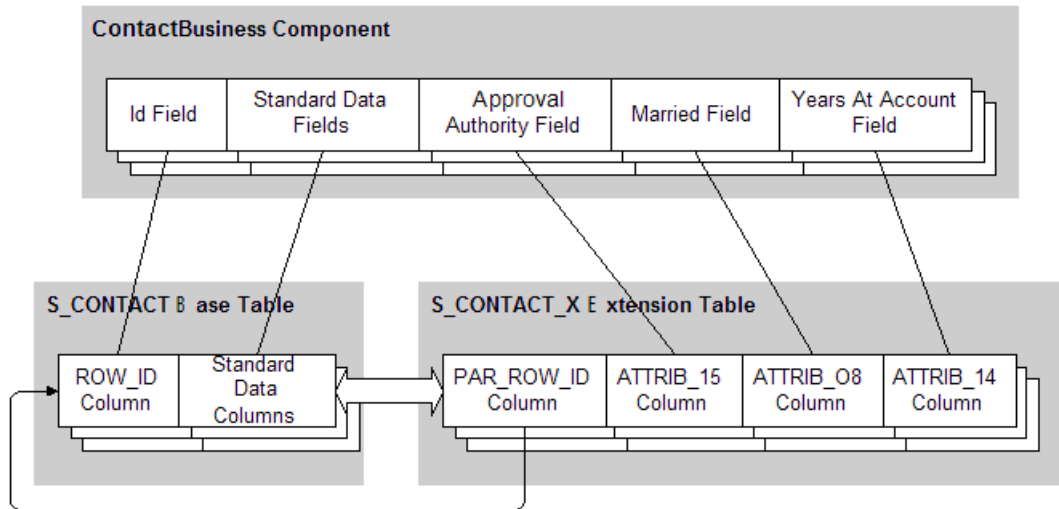 ContactBusiness Component
Id Field
Standard Data
Fields
Approval
Authority Field
Married Field
Years At Account
Field
S_CONTACT B ase Table
S_CONTACT_X E xtension Table
ROW_ID
Column
Standard
Data
Columns
PAR_ROW_ID
Column
ATTRIB_15
Column
ATTRIB_O8
Column
ATTRIB_14
Column